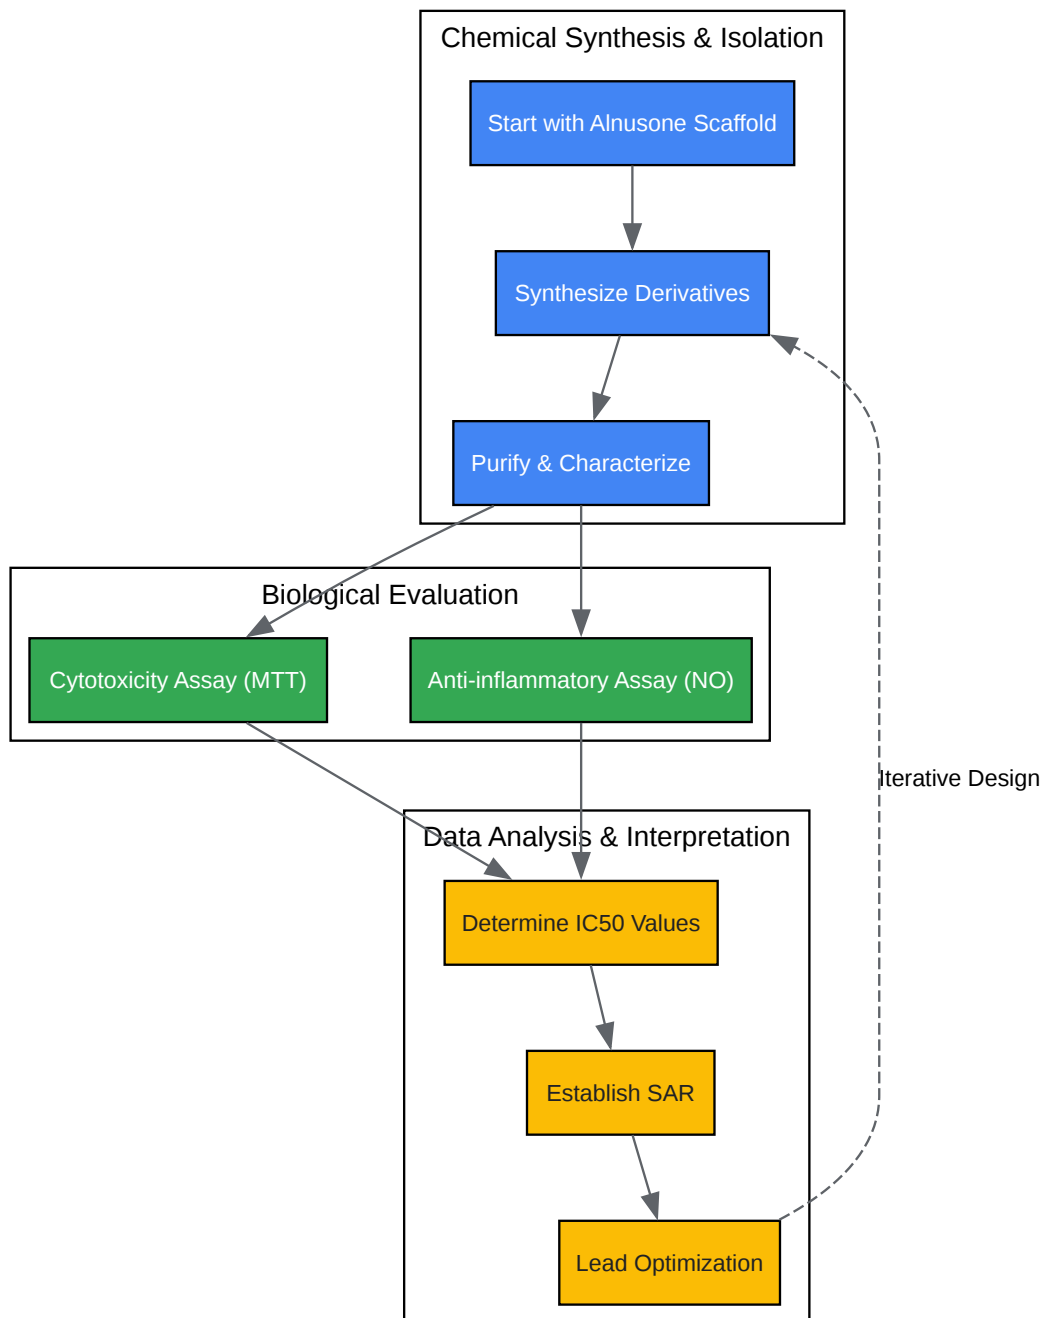 Chemical Synthesis & Isolation
Start with Alnusone Scaffold
Synthesize Derivatives
Purify & Characterize
Biological Evaluation
Cytotoxicity Assay (MTT)
Anti-inflammatory Assay (NO)
Iterative Design
Data Analysis & Interpretation
Determine IC50 Values
Establish SAR
Lead Optimization